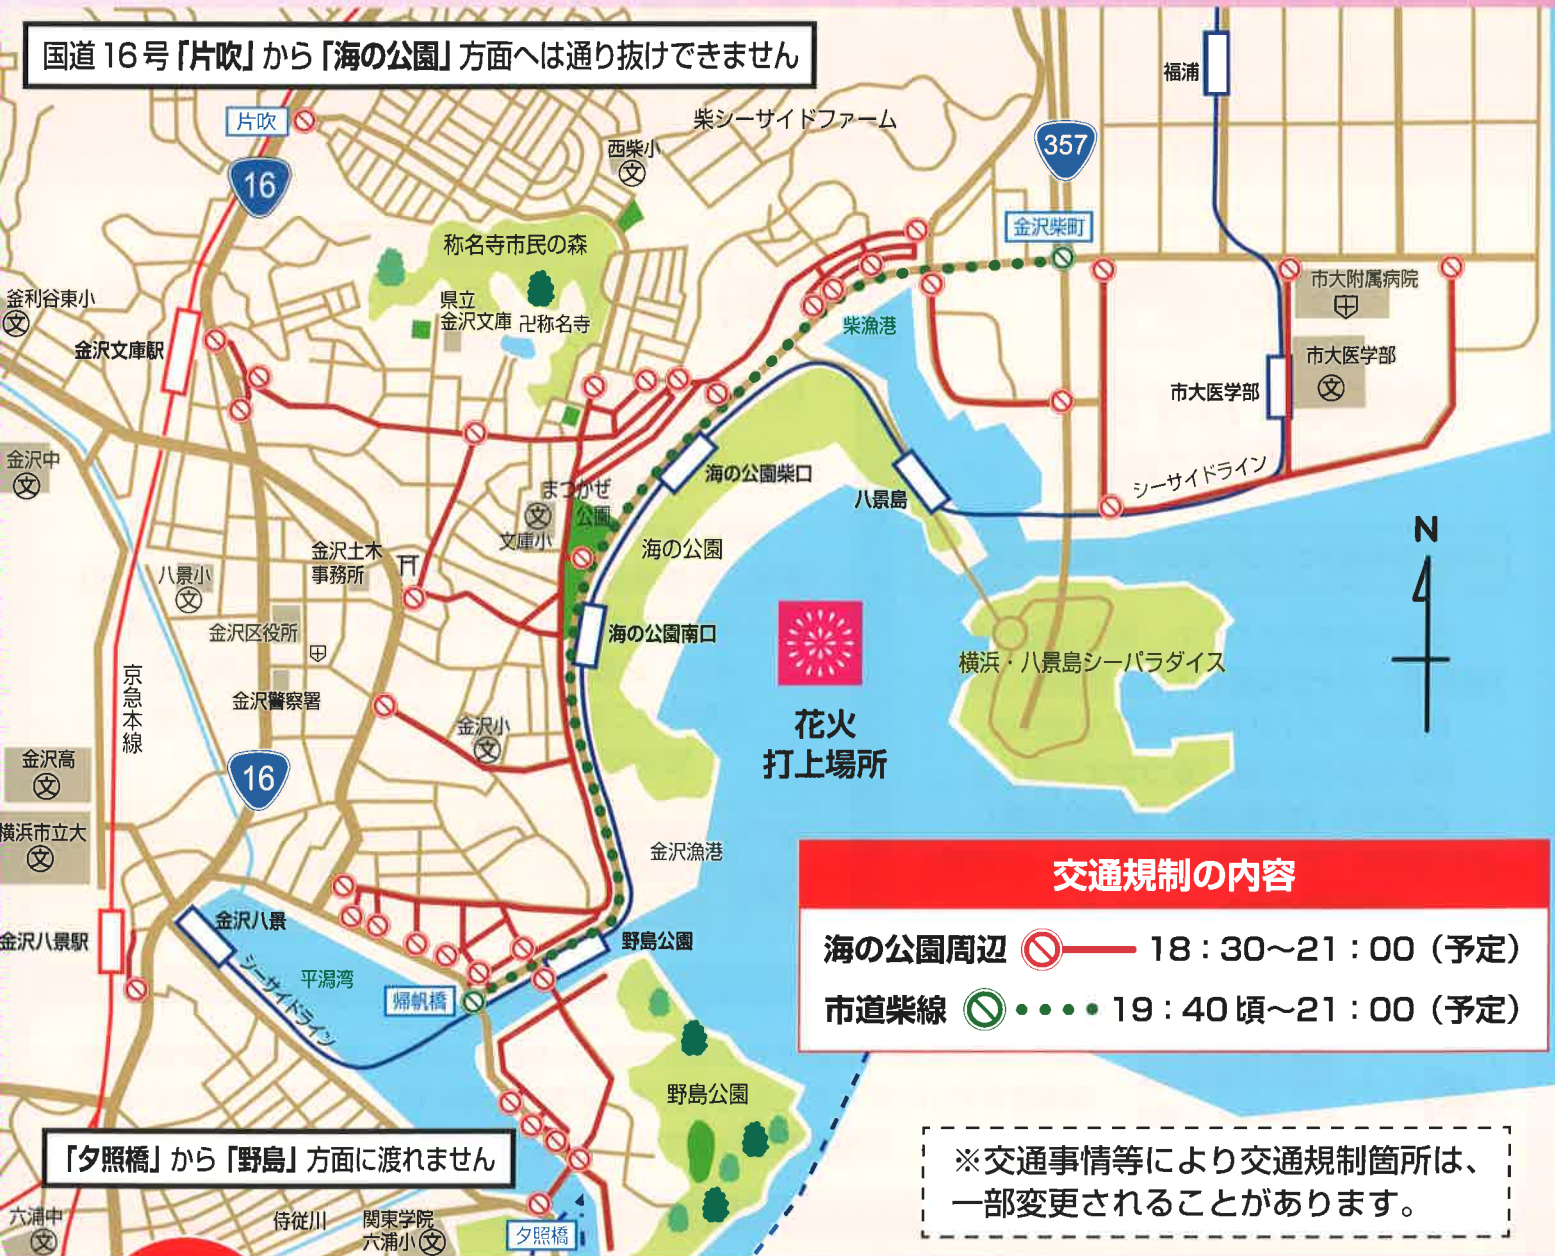 国道16号「片吹」から「海の公園」方面へは通り抜けできません
福浦
片吹
柴シーサイドファーム
357
西柴小
文
16
金沢柴町
称名寺市民の森
市大附属病院
釜利谷東小
文
県立
金沢文庫
卍称名寺
柴漁港
金沢文庫駅
市大医学部
文
市大医学部
金沢中
文
海の公園柴口
シーサイドライン
まつかぜ
公園
八景島
文
文庫小
N
金沢土木
事務所
海の公園
八景小
文
金沢区役所
海の公園南口
横浜・八景島シーパラダイス
京急本線
金沢警察署
金沢小
文
花火
打上場所
金沢高
文
16
横浜市立大
文
金沢漁港
交通規制の内容
金沢八景
金沢八景駅
野島公園
海の公園周辺 18：30〜21：00（予定）
シーサイドライン
平潟湾
帰帆橋
市道柴線 19：40頃〜21：00（予定）
野島公園
「夕照橋」から「野島」方面に渡れません
※交通事情等により交通規制箇所は、
一部変更されることがあります。
六浦中
文
侍従川
関東学院
六浦小
文
夕照橋